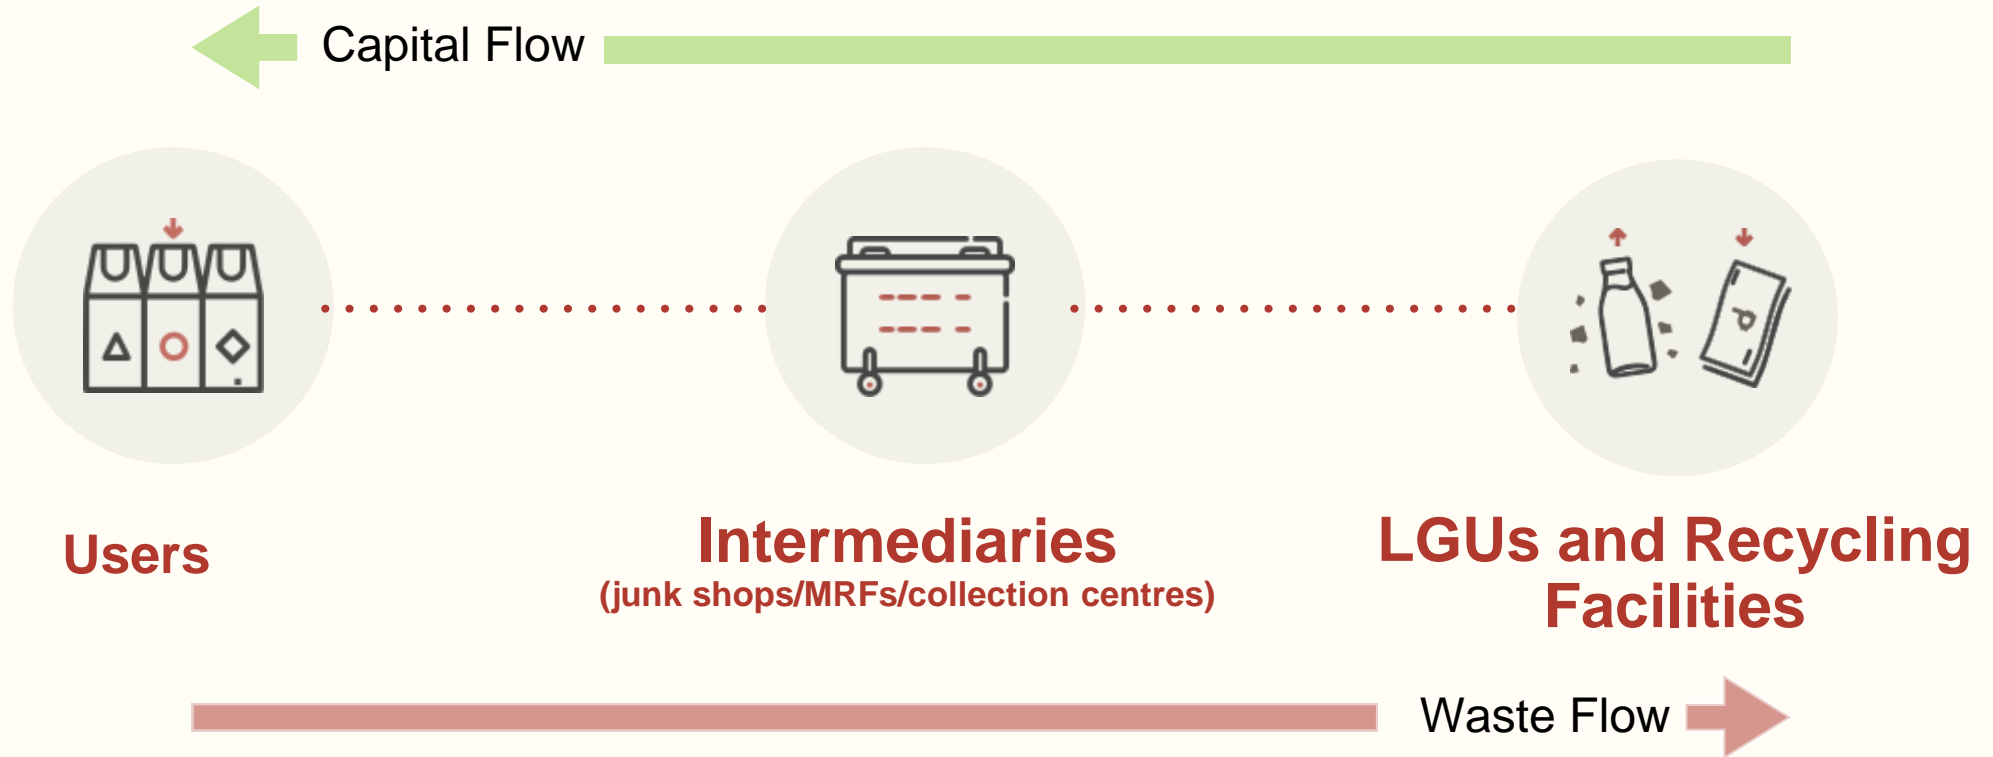 Capital Flow
Users
Intermediaries
(junk shops/MRFs/collection centres)
LGUs and Recycling
Facilities
Waste Flow